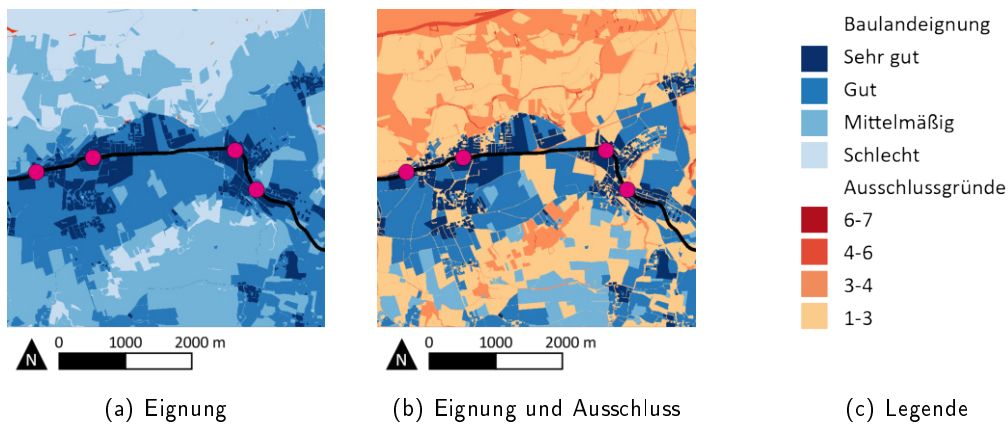 N
0 1000 2000 m
(a) Eignung
N
0 1000 2000 m
(b) Eignung und Ausschluss
Baulandeignung
Sehr gut
Gut
Mittelmäßig
Schlecht
Ausschlussgründe
6-7
4-6
3-4
1-3
(c) Legende